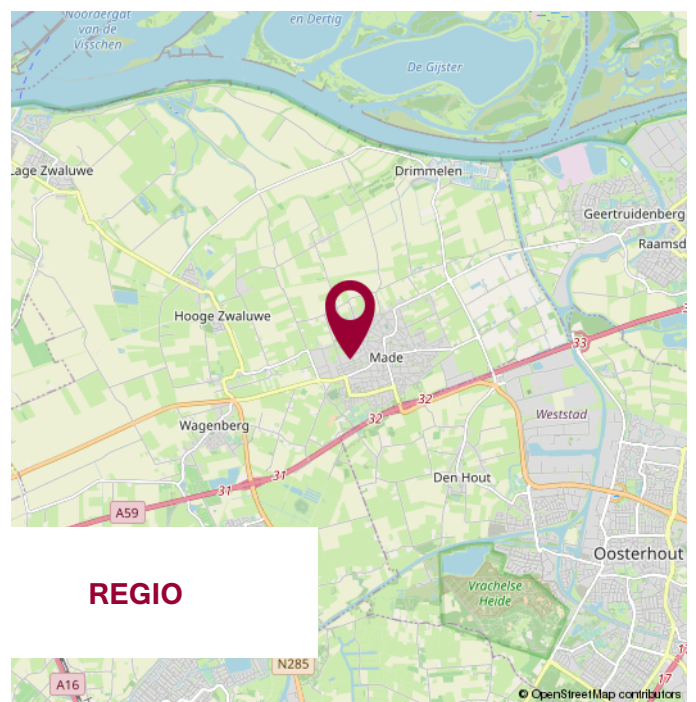 Noordergat
van de
Visschen
en Dertig
De Gijster
Lage Zwaluwe
Drimmelen
Geertruidenberg
Raamsd
Hooge Zwaluwe
33
Made
32
32
Weststad
Wagenberg
31
31
Den Hout
A59
Oosterhout
Vrachelse
Heide
REGIO
N285
A16
17
© OpenStreetMap contributors